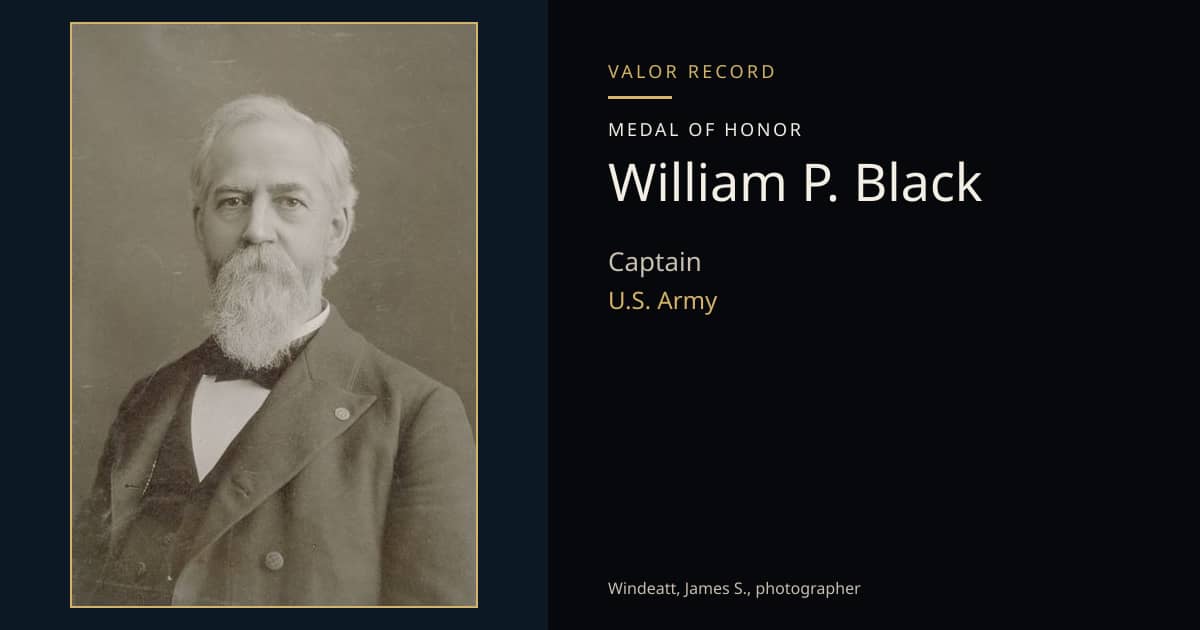 VALOR RECORD
MEDAL OF HONOR
William P. Black
Captain
U.S. Army
Windeatt, James S., photographer